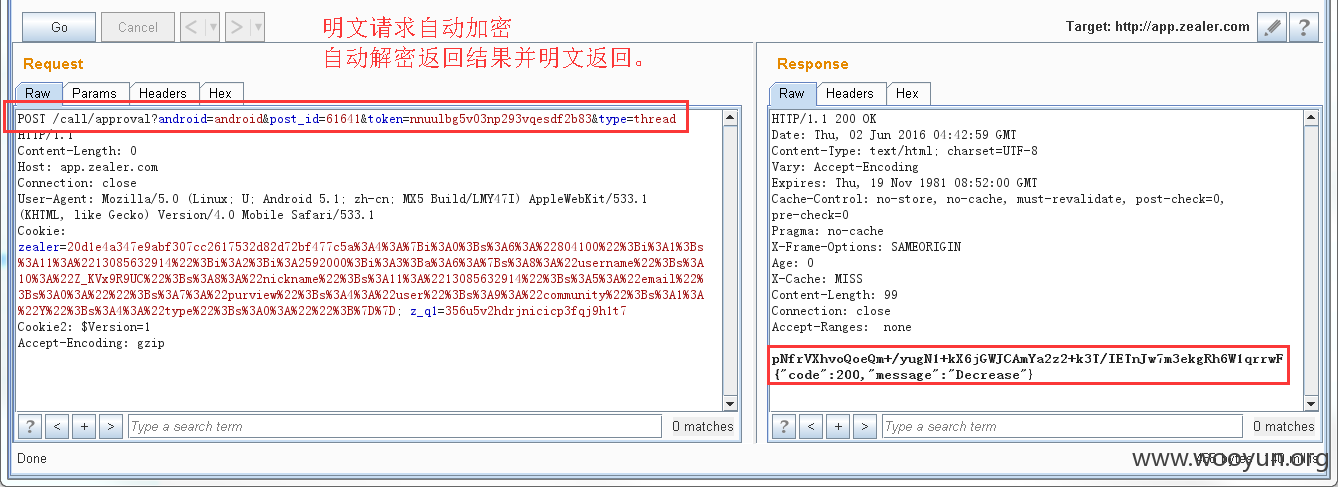 Go Cancel < > Target: http://app.zealer.com ?
明文请求自动加密
自动解密返回结果并明文返回。
Request
Raw Params Headers Hex
POST /call/approval?android=android&post_id=61641&token=nnuulbg5v03np293vqesdf2b83&type=thread
HTTP/1.1
Content-Length: 0
Host: app.zealer.com
Connection: close
User-Agent: Mozilla/5.0 (Linux; U; Android 5.1; zh-cn; MX5 Build/LMY47I) AppleWebKit/533.1
(KHTML, like Gecko) Version/4.0 Mobile Safari/533.1
Cookie:
zealer=20d1e4a347e9abf307cc2617532d82d72bf477c5a%3A4%3A%7Bi%3A0%3Bs%3A6%3A%22804100%22%3Bi%3A1%3Bs
%3A11%3A%2213085632914%22%3Bi%3A2%3Bi%3A2592000%3Bi%3A3%3Ba%3A6%3A%7Bs%3A8%3A%22username%22%3Bs%3A
10%3A%22Z_KVx9R9UC%22%3Bs%3A8%3A%22nickname%22%3Bs%3A11%3A%2213085632914%22%3Bs%3A5%3A%22email%22%
3Bs%3A0%3A%22%22%3Bs%3A7%3A%22purview%22%3Bs%3A4%3A%22user%22%3Bs%3A9%3A%22community%22%3Bs%3A1%3A
%22Y%22%3Bs%3A4%3A%22type%22%3Bs%3A0%3A%22%22%3B%7D%7D; z_q1=356u5v2hdrjnicicp3fqj9h1t7
Cookie2: $Version=1
Accept-Encoding: gzip
? < + > Type a search term 0 matches
Response
Raw Headers Hex
HTTP/1.1 200 OK
Date: Thu, 02 Jun 2016 04:42:59 GMT
Content-Type: text/html; charset=UTF-8
Vary: Accept-Encoding
Expires: Thu, 19 Nov 1981 08:52:00 GMT
Cache-Control: no-store, no-cache, must-revalidate, post-check=0,
pre-check=0
Pragma: no-cache
X-Frame-Options: SAMEORIGIN
Age: 0
X-Cache: MISS
Content-Length: 99
Connection: close
Accept-Ranges:  none
pNfrVXhvoQoeQm+/yugN1+kX6jGWJCAmYa2z2+k3T/IETnJw7m3ekgRh6W1qrrwF
{"code":200,"message":"Decrease"}
? < + > Type a search term 0 matches
Done
www.wooyun.org